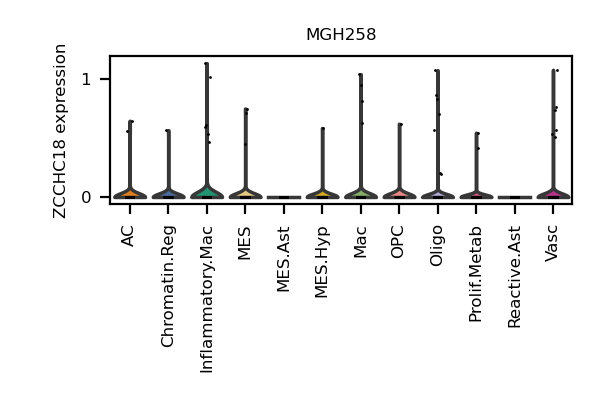 MGH258
ZCCHC18 expression
1
0
AC
Chromatin.Reg
Inflammatory.Mac
MES
MES.Ast
MES.Hyp
Mac
OPC
Oligo
Prolif.Metab
Reactive.Ast
Vasc